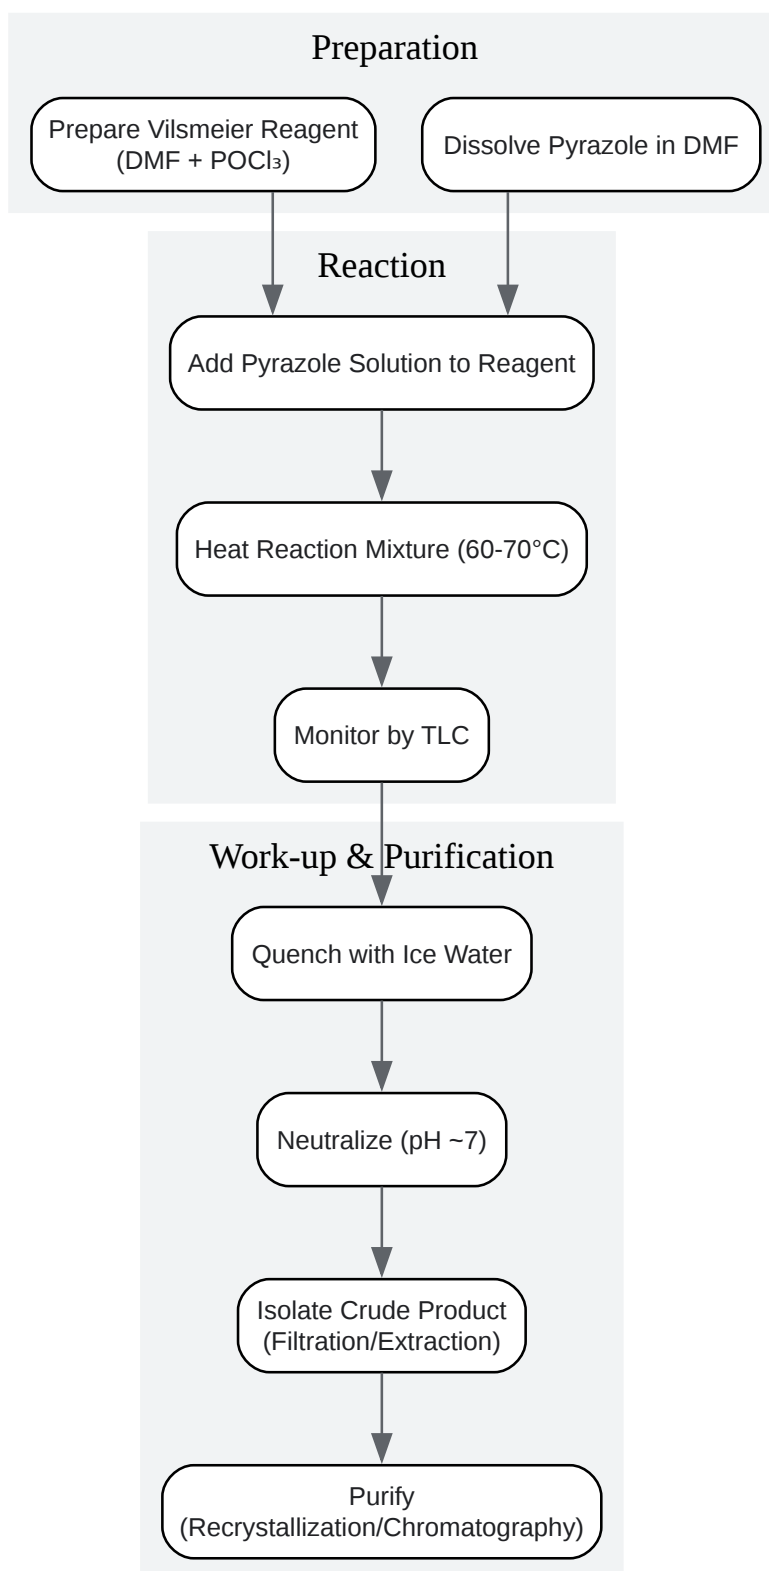 Preparation
Prepare Vilsmeier Reagent
(DMF + POCl₃)
Dissolve Pyrazole in DMF
Reaction
Add Pyrazole Solution to Reagent
Heat Reaction Mixture (60-70°C)
Monitor by TLC
Work-up & Purification
Quench with Ice Water
Neutralize (pH ~7)
Isolate Crude Product
(Filtration/Extraction)
Purify
(Recrystallization/Chromatography)